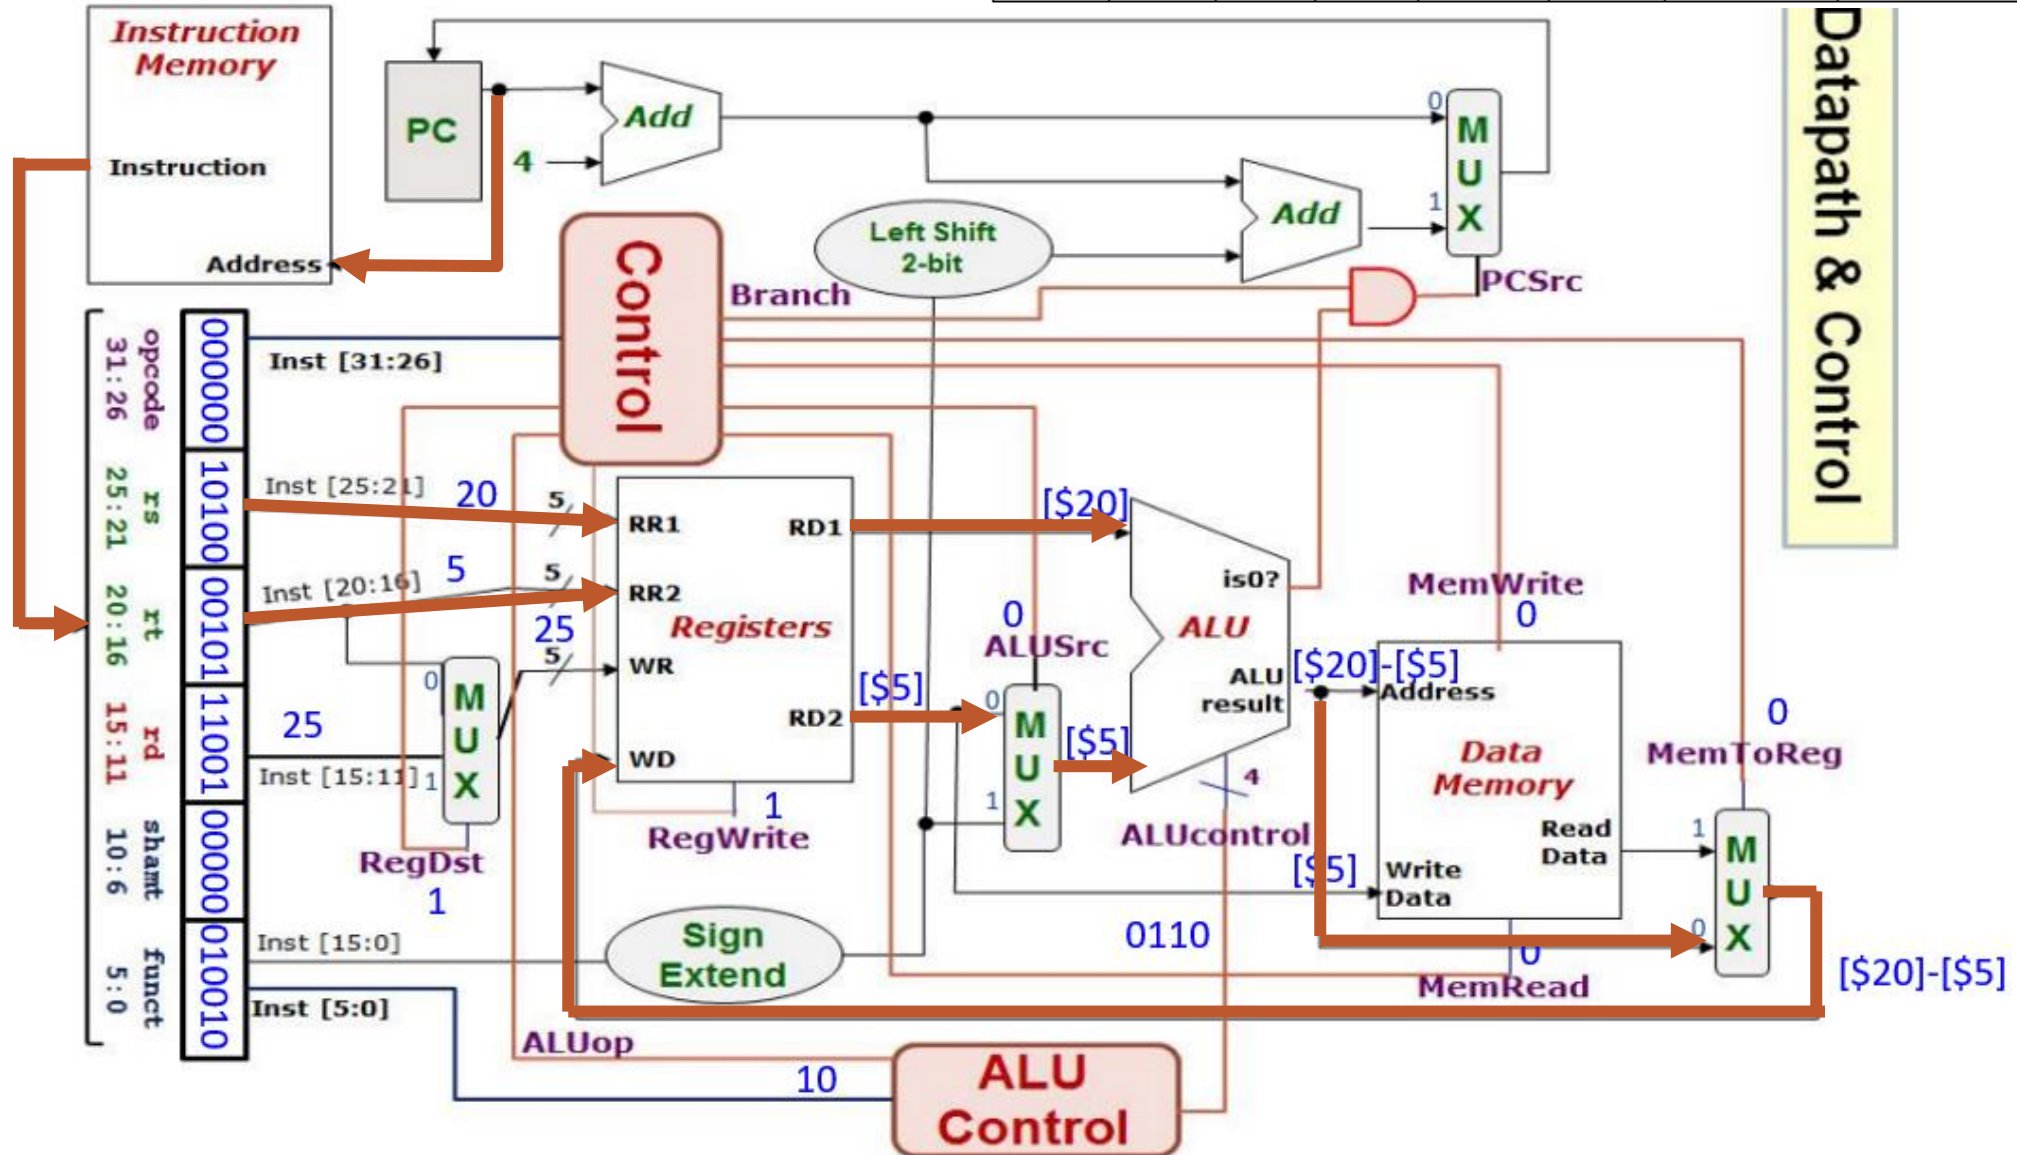 Instruction
Memory
Instruction
Address
PC
4
Add
Add
0
M
U
X
1
PCSrc
Datapath & Control
Left Shift
2-bit
Control
Branch
opcode
31:26
000000
Inst [31:26]
rs
25:21
10100
Inst [25:21]
20
5
rt
20:16
00101
Inst [20:16]
5
5
rd
15:11
11001
25
Inst [15:11]
shamt
10:6
00000
funct
5:0
010010
Inst [15:0]
Inst [5:0]
0
M
U
X
1
RegDst
1
25
5
RR1
RR2
WR
WD
Registers
RD1
RD2
1
RegWrite
[$20]
[$5]
0
ALUSrc
0
M
U
X
1
[$5]
is0?
ALU
ALU
result
4
ALUcontrol
0110
[$20]-[$5]
MemWrite
0
Address
Data
Memory
Read
Data
Write
Data
[$5]
0
MemRead
0
MemToReg
1
M
U
X
0
[$20]-[$5]
Sign
Extend
ALUop
10
ALU
Control